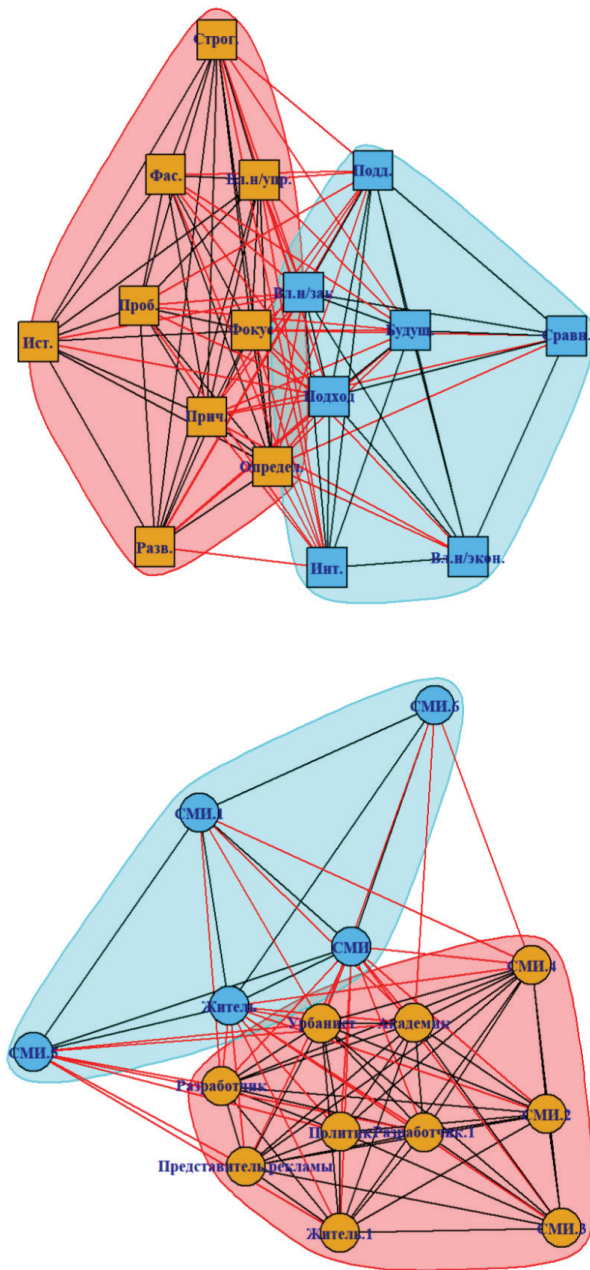 Строг.
Фас.
Вл.н/упр.
Подд.
Проб.
Вл.н/зак.
Фокус
Будущ.
Сравн.
Ист.
Прич.
Подход
Определ.
Разв.
Инт.
Вл.н/экон.
СМИ.6
СМИ.1
СМИ
СМИ.4
Житель
Урбанист
Академик
СМИ.5
Разработчик
Политик
Разработчик.1
СМИ.2
Представитель.рекламы
Житель.1
СМИ.3